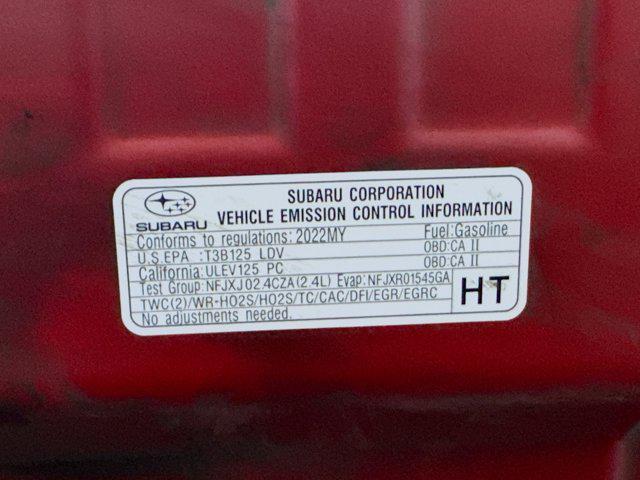 SUBARU
SUBARU CORPORATION
VEHICLE EMISSION CONTROL INFORMATION
Conforms to regulations: 2022MY Fuel: Gasoline
U.S.EPA : T3B125 LDV OBD:CA II
California: ULEV125 PC OBD:CA II
Test Group: NFJXJ02.4CZA(2.4L) Evap: NFJXR01545GA
TWC(2)/WR-HO2S/HO2S/TC/CAC/DFI/EGR/EGRC
No adjustments needed.
HT